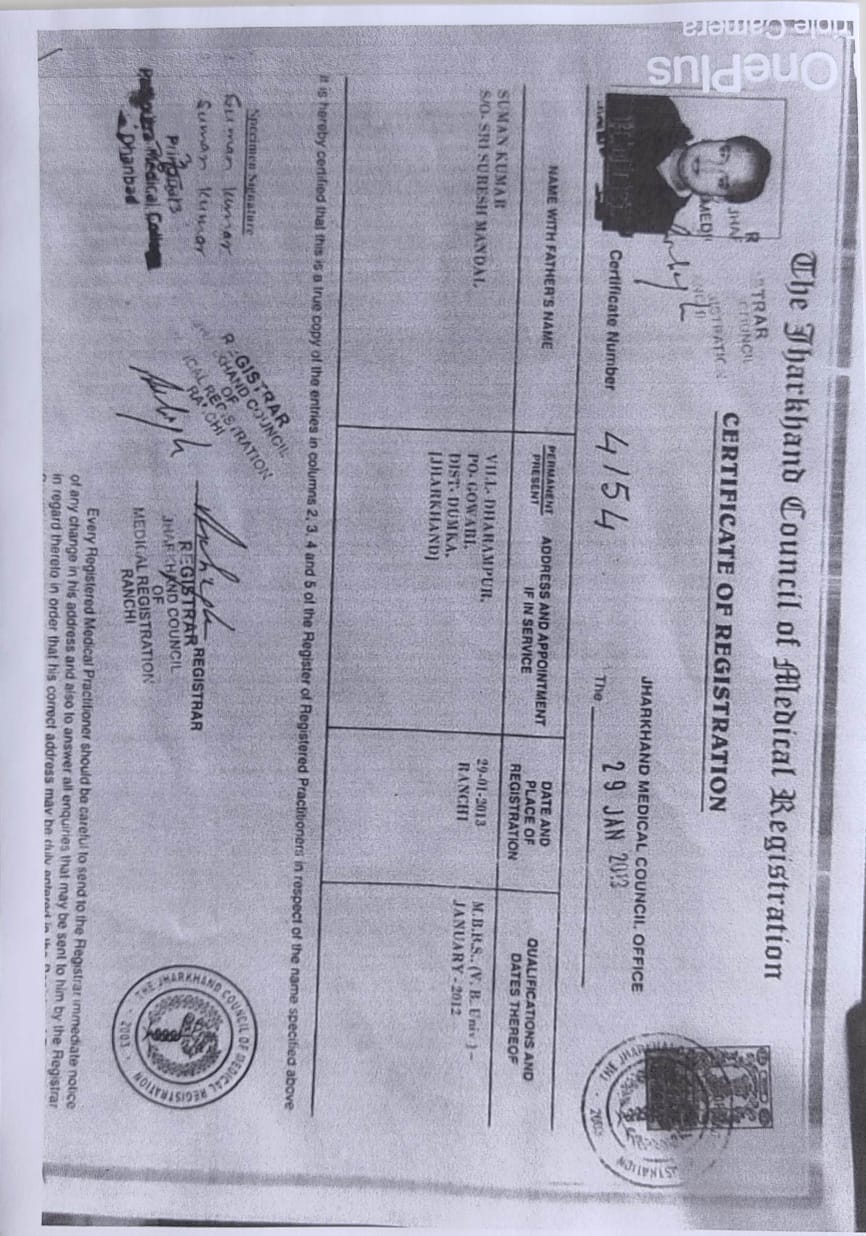 OnePlus
Triple Camera
The Jharkhand Council of Medical Registration
CERTIFICATE OF REGISTRATION
TRAR
COUNCIL
JHARKHAND MEDICAL COUNCIL OFFICE
Certificate Number 4154
The 29 JAN 2013
NAME WITH FATHER'S NAME
PERMANENT
PRESENT
ADDRESS AND APPOINTMENT
IF IN SERVICE
DATE AND
PLACE OF
REGISTRATION
QUALIFICATIONS AND
DATES THEREOF
SUMAN KUMAR
S/O- SRI SURESH MANDAL
VILL- DHARAMPUR,
PO- GOWARI,
DIST- DUMKA,
[JHARKHAND]
29-01-2013
RANCHI
M.B.B.S., (V. B. Univ.) –
JANUARY - 2012
It is hereby certified that this is a true copy of the entries in columns 2, 3, 4 and 5 of the Register of Registered Practitioners in respect of the name specified above
Specimen Signature
Suman Kumar
Suman Kumar
Principal
Medical College
Dhanbad
REGISTRAR
JHARKHAND COUNCIL
OF
MEDICAL REGISTRATION
RANCHI
REGISTRAR
REGISTRAR
JHARKHAND COUNCIL
OF
MEDICAL REGISTRATION
RANCHI
THE JHARKHAND COUNCIL OF MEDICAL REGISTRATION
2003
Every Registered Medical Practitioner should be careful to send to the Registrar immediate notice
of any change in his address and also to answer all enquiries that may be sent to him by the Registrar
in regard thereto in order that his correct address may be duly entered in the